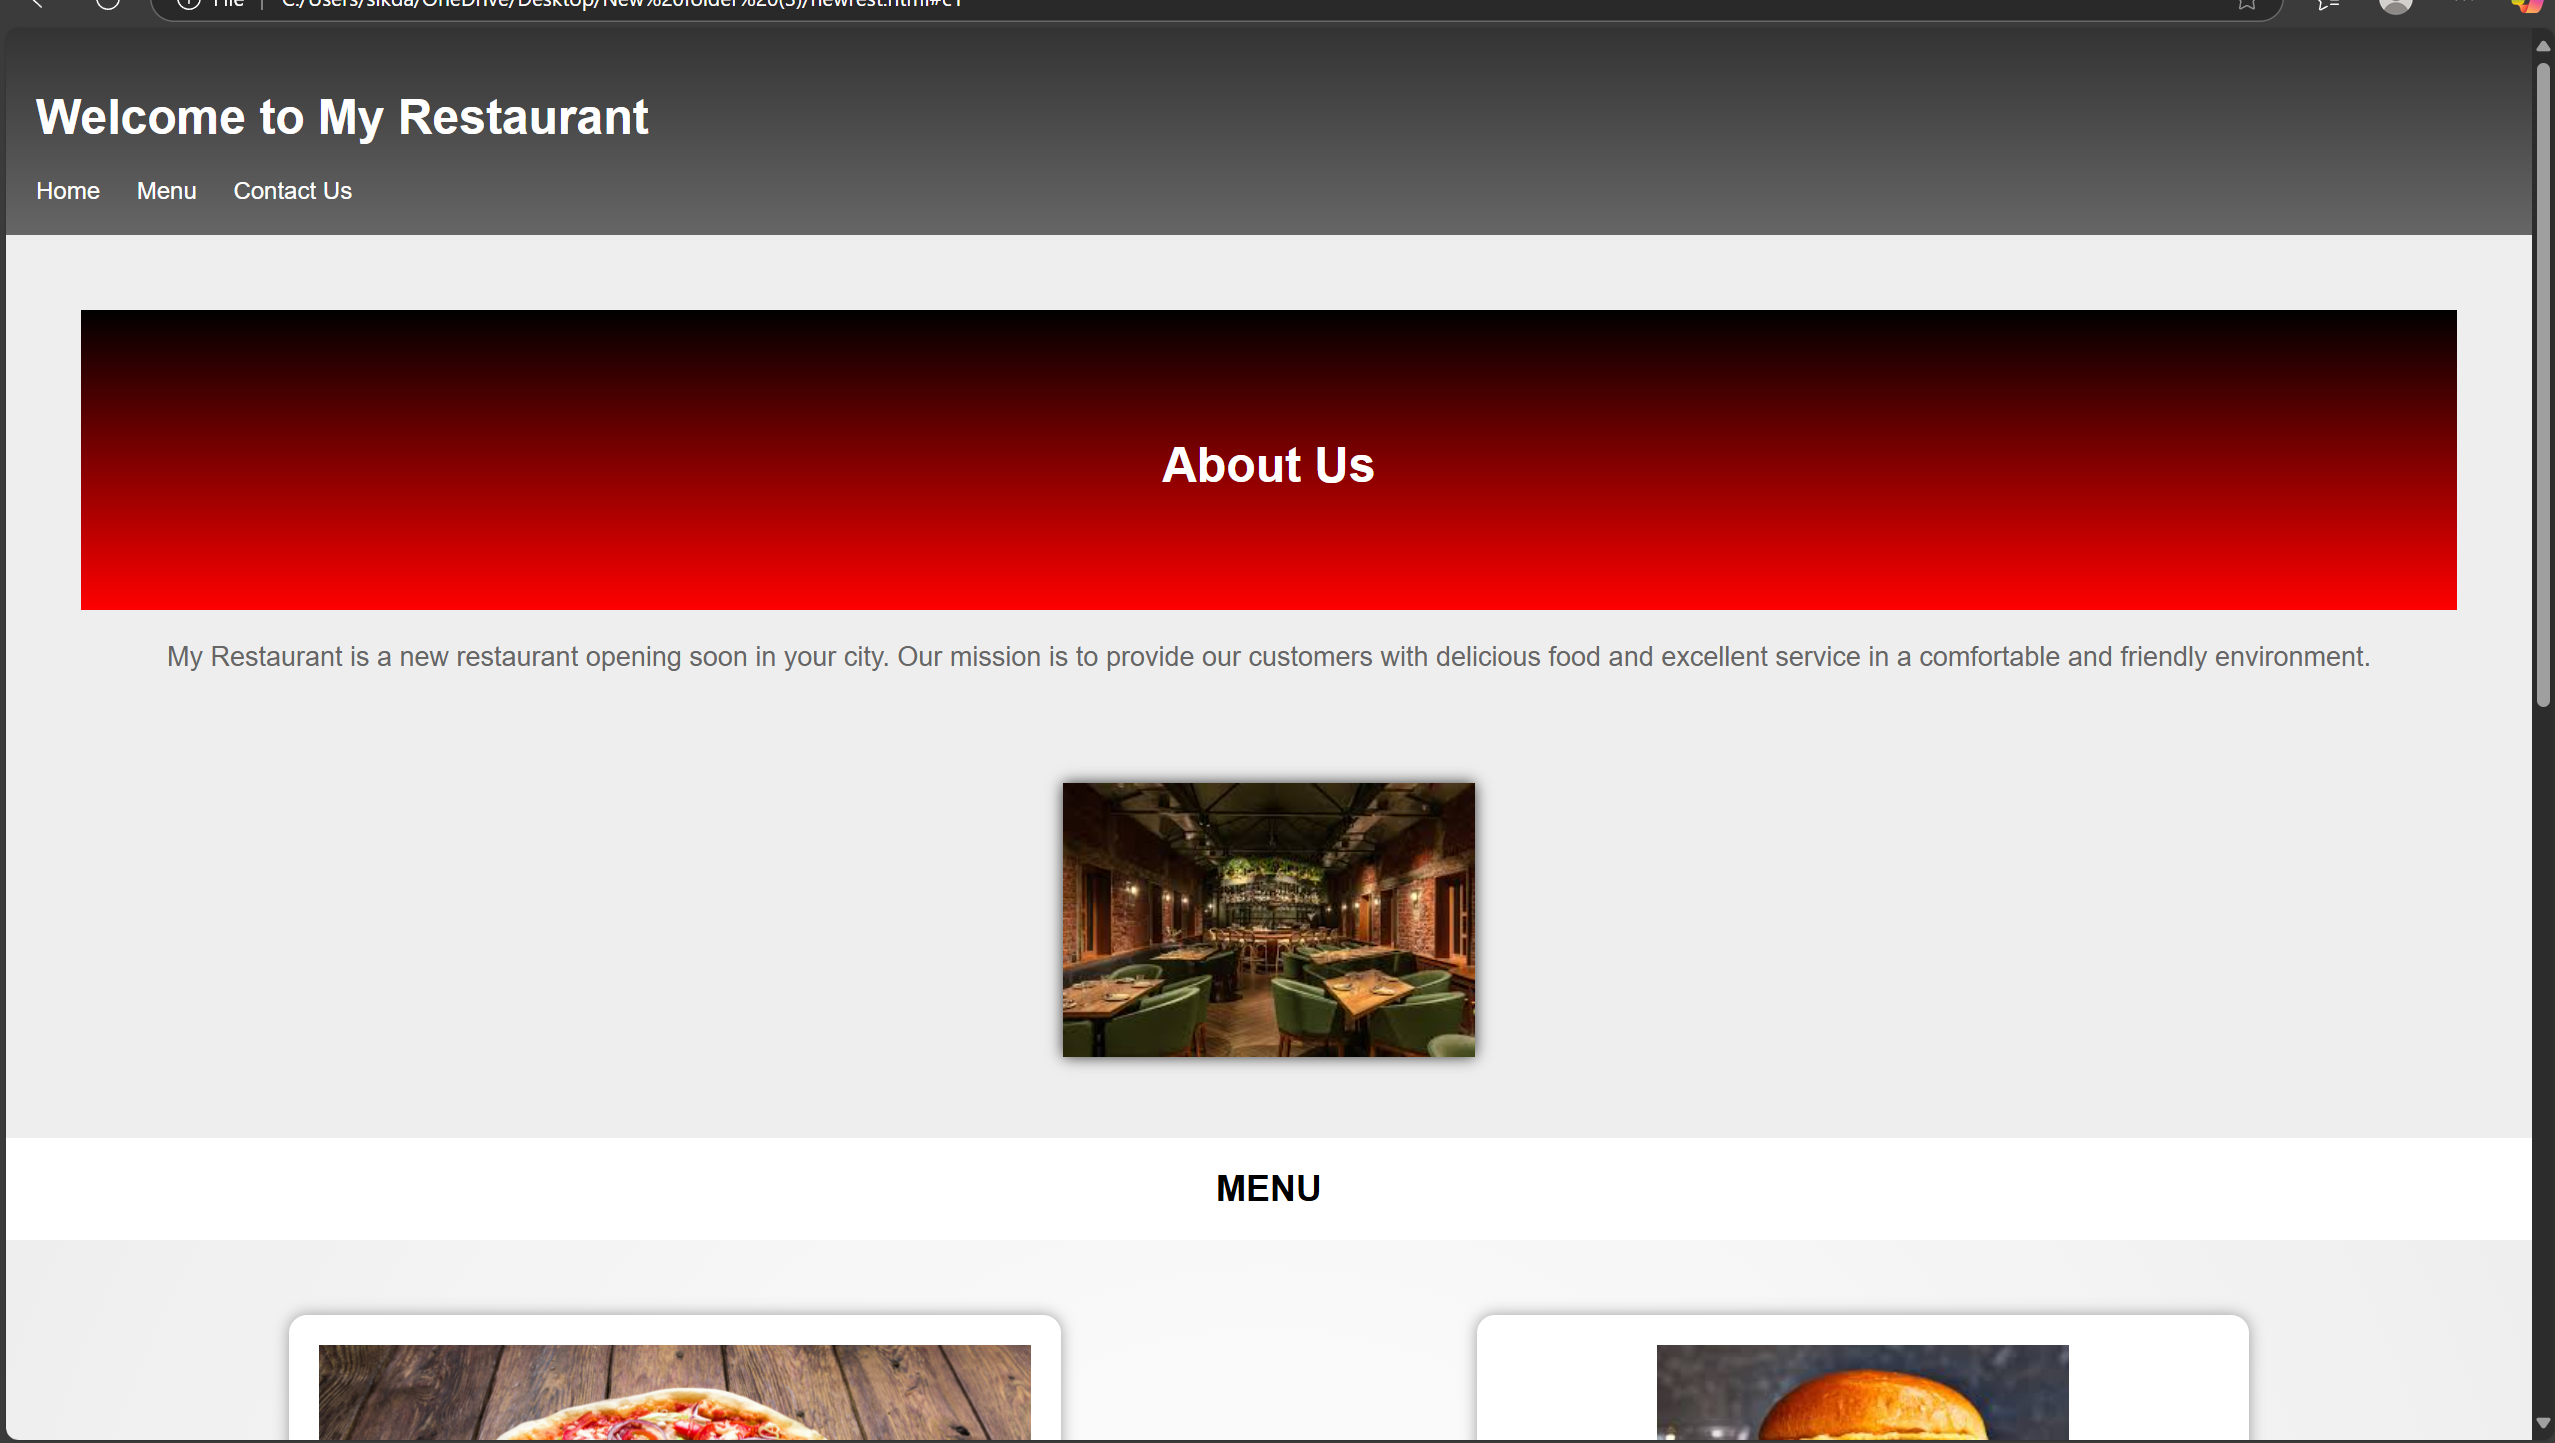 File C:/Users/sikda/OneDrive/Desktop/New%20folder%20(3)/newrest.html#c1
Welcome to My Restaurant
Home Menu Contact Us
About Us
My Restaurant is a new restaurant opening soon in your city. Our mission is to provide our customers with delicious food and excellent service in a comfortable and friendly environment.
MENU